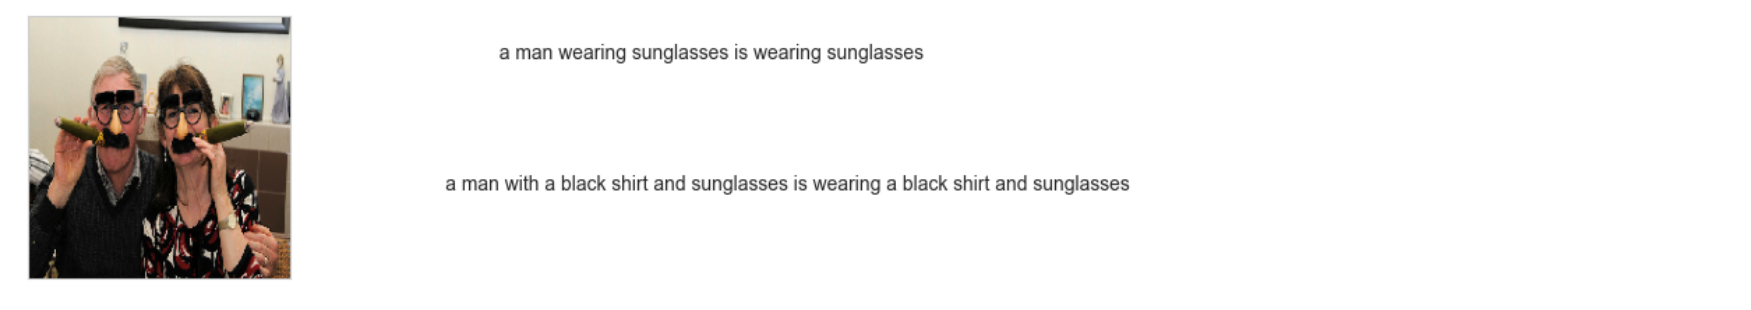 a man wearing sunglasses is wearing sunglasses
a man with a black shirt and sunglasses is wearing a black shirt and sunglasses